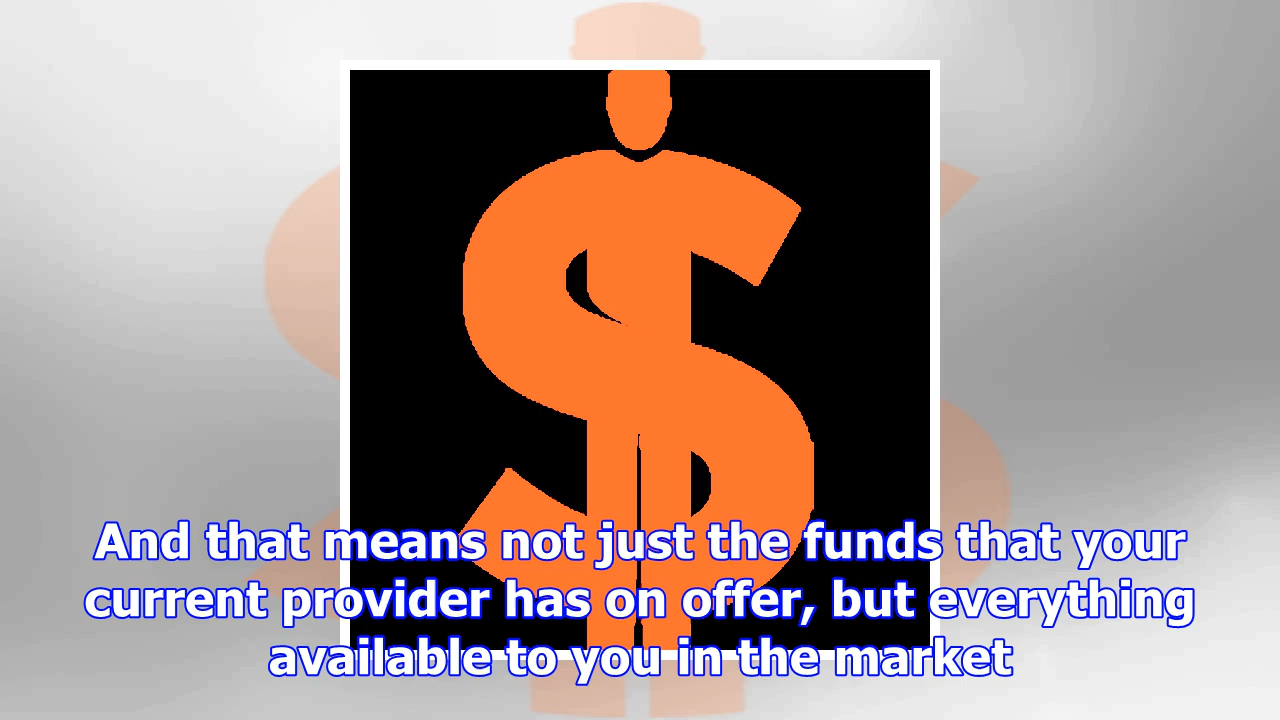 And that means not just the funds that your
current provider has on offer, but everything
available to you in the market